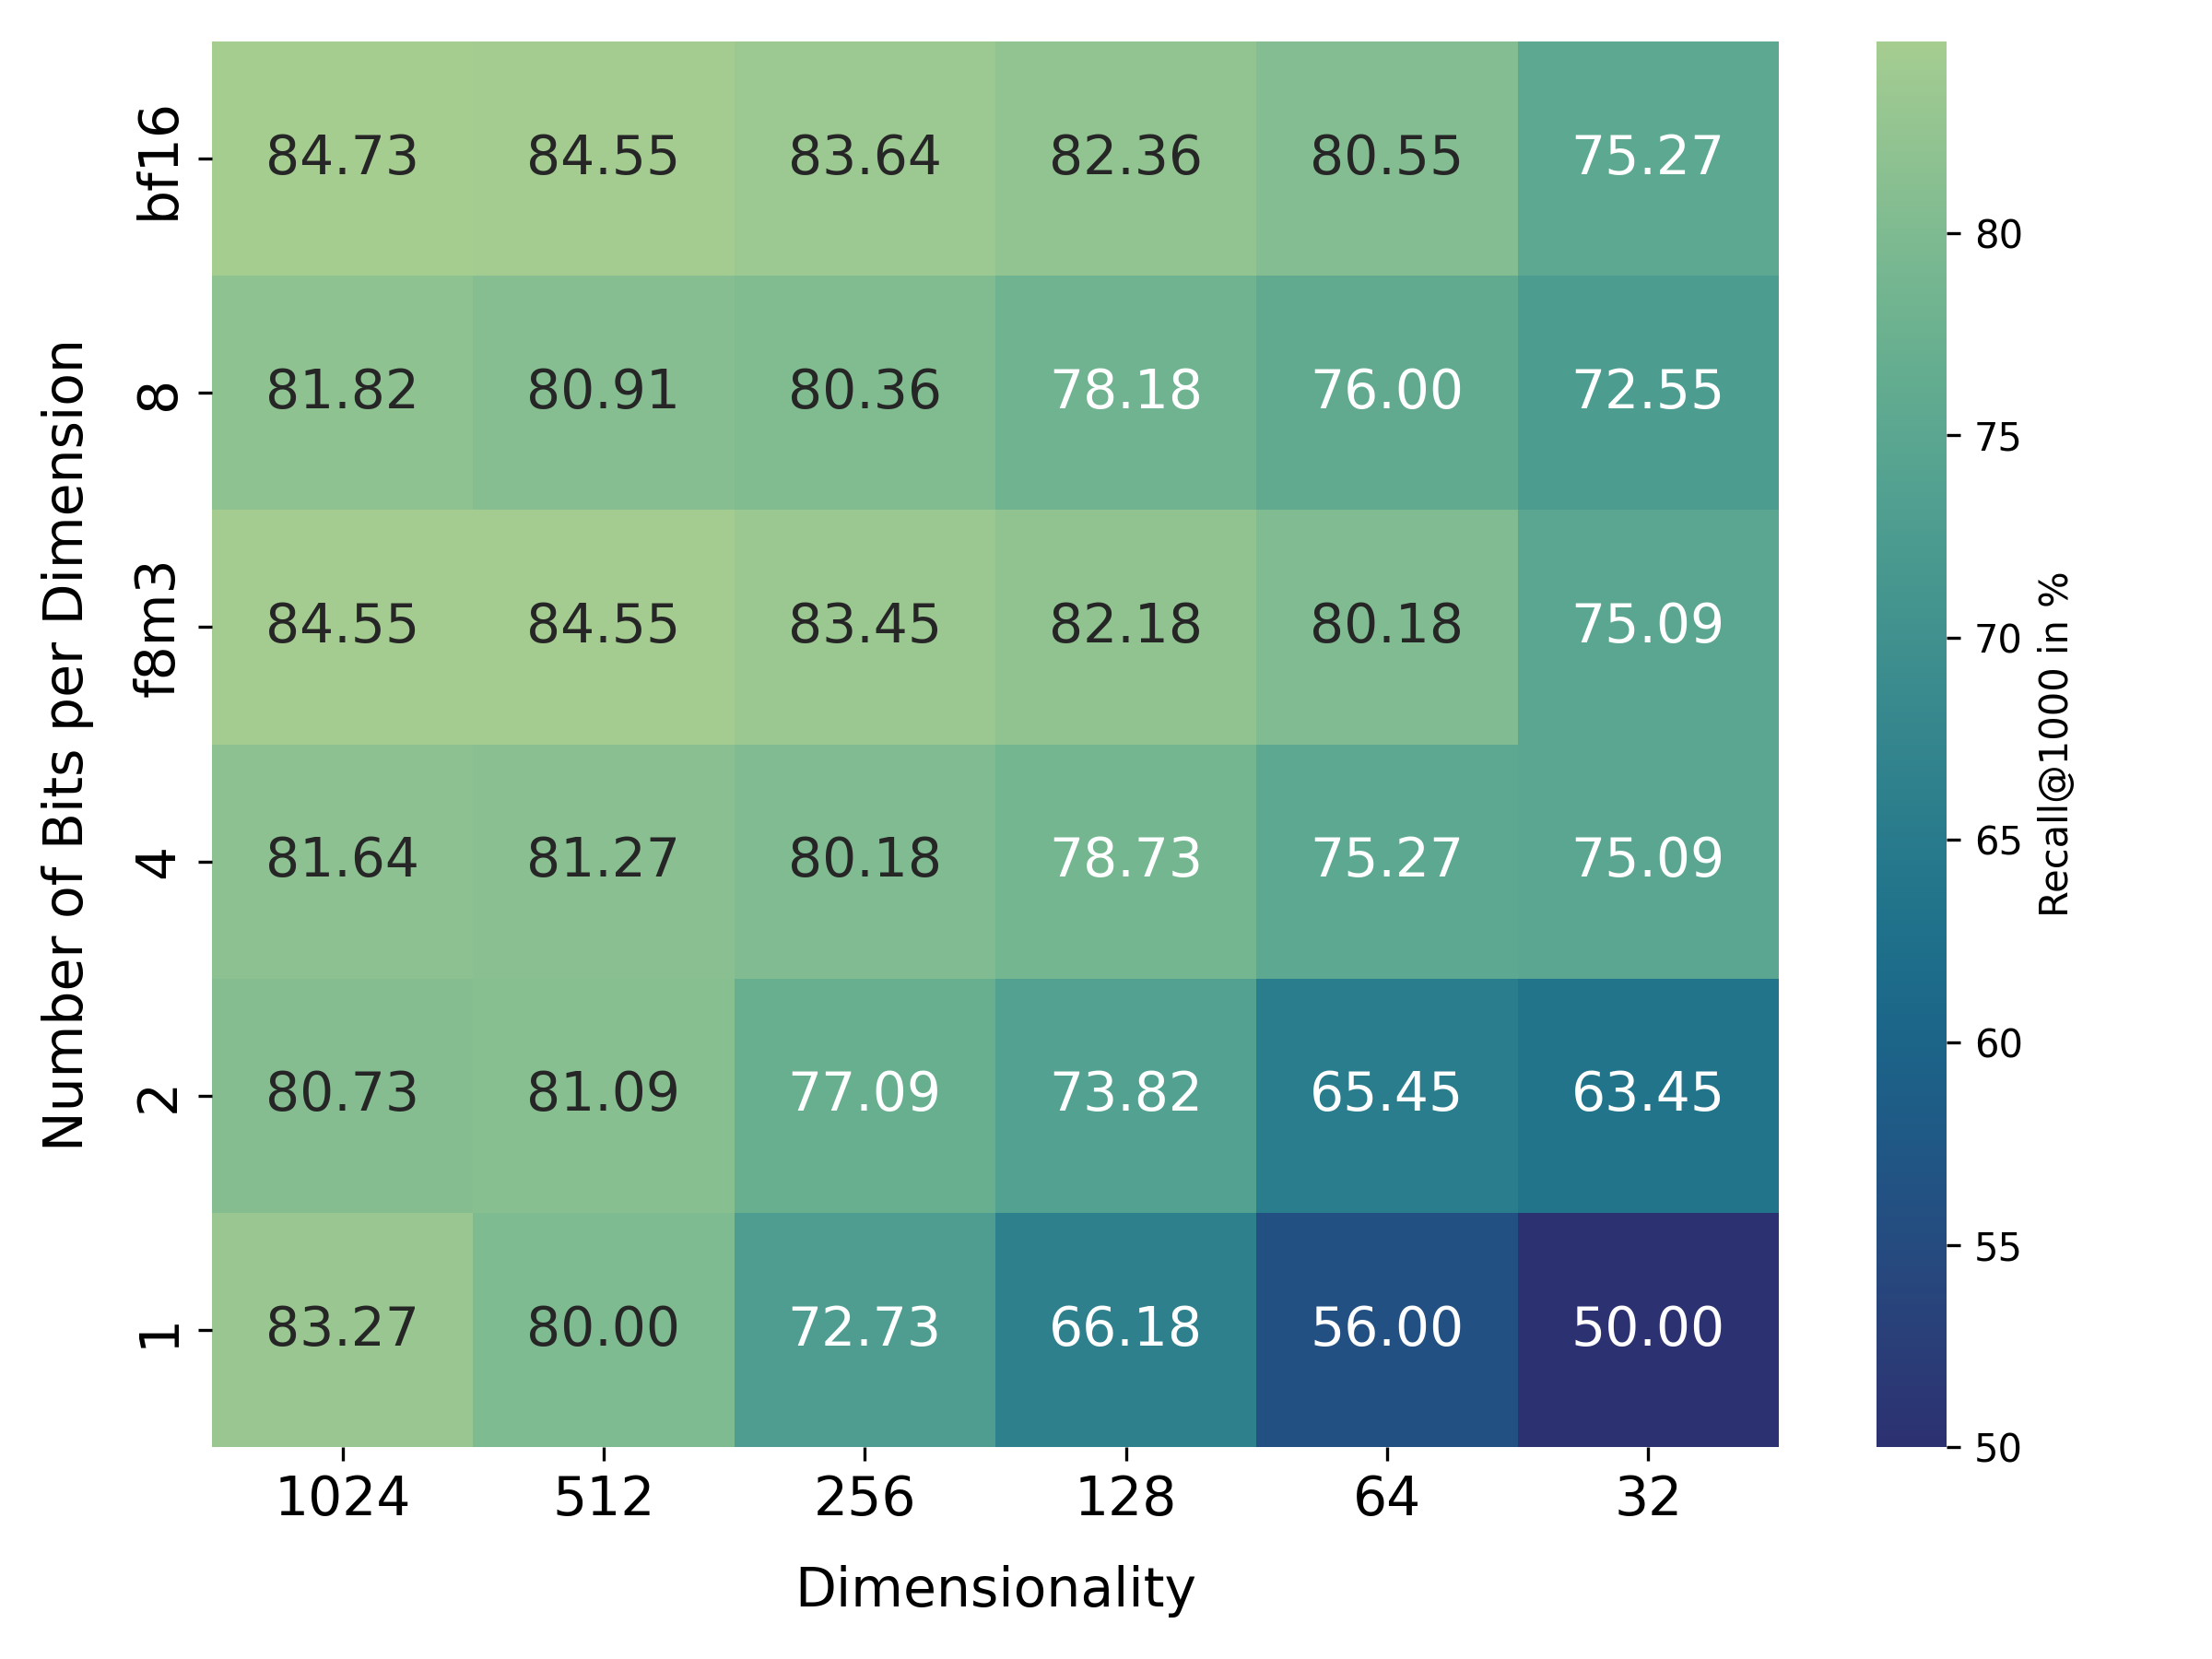 Number of Bits per Dimension
bf16 84.73 84.55 83.64 82.36 80.55 75.27
8 81.82 80.91 80.36 78.18 76.00 72.55
f8m3 84.55 84.55 83.45 82.18 80.18 75.09
4 81.64 81.27 80.18 78.73 75.27 75.09
2 80.73 81.09 77.09 73.82 65.45 63.45
1 83.27 80.00 72.73 66.18 56.00 50.00
1024 512 256 128 64 32
Dimensionality
80
75
70
65
60
55
50
Recall@1000 in %